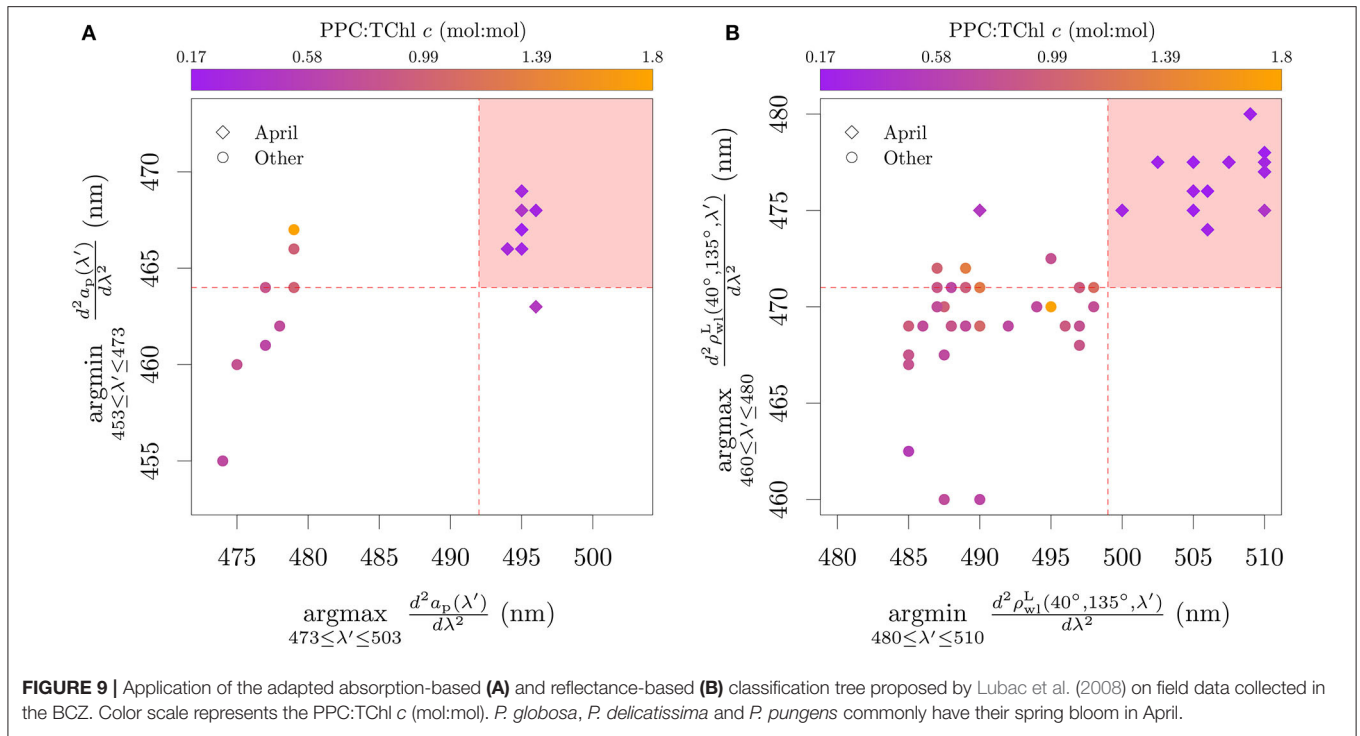 A
PPC:TChl c (mol:mol)
0.17 0.58 0.99 1.39 1.8
April
Other
470
465
460
455
argmin d²aₚ(λ′)/dλ² (nm)
453≤λ′≤473
475 480 485 490 495 500
argmax d²aₚ(λ′)/dλ² (nm)
473≤λ′≤503
B
PPC:TChl c (mol:mol)
0.17 0.58 0.99 1.39 1.8
April
Other
480
475
470
465
460
argmax d²ρᴸwl(40°,135°,λ′)/dλ² (nm)
460≤λ′≤480
480 485 490 495 500 505 510
argmin d²ρᴸwl(40°,135°,λ′)/dλ² (nm)
480≤λ′≤510
FIGURE 9 | Application of the adapted absorption-based (A) and reflectance-based (B) classification tree proposed by Lubac et al. (2008) on field data collected in
the BCZ. Color scale represents the PPC:TChl c (mol:mol). P. globosa, P. delicatissima and P. pungens commonly have their spring bloom in April.